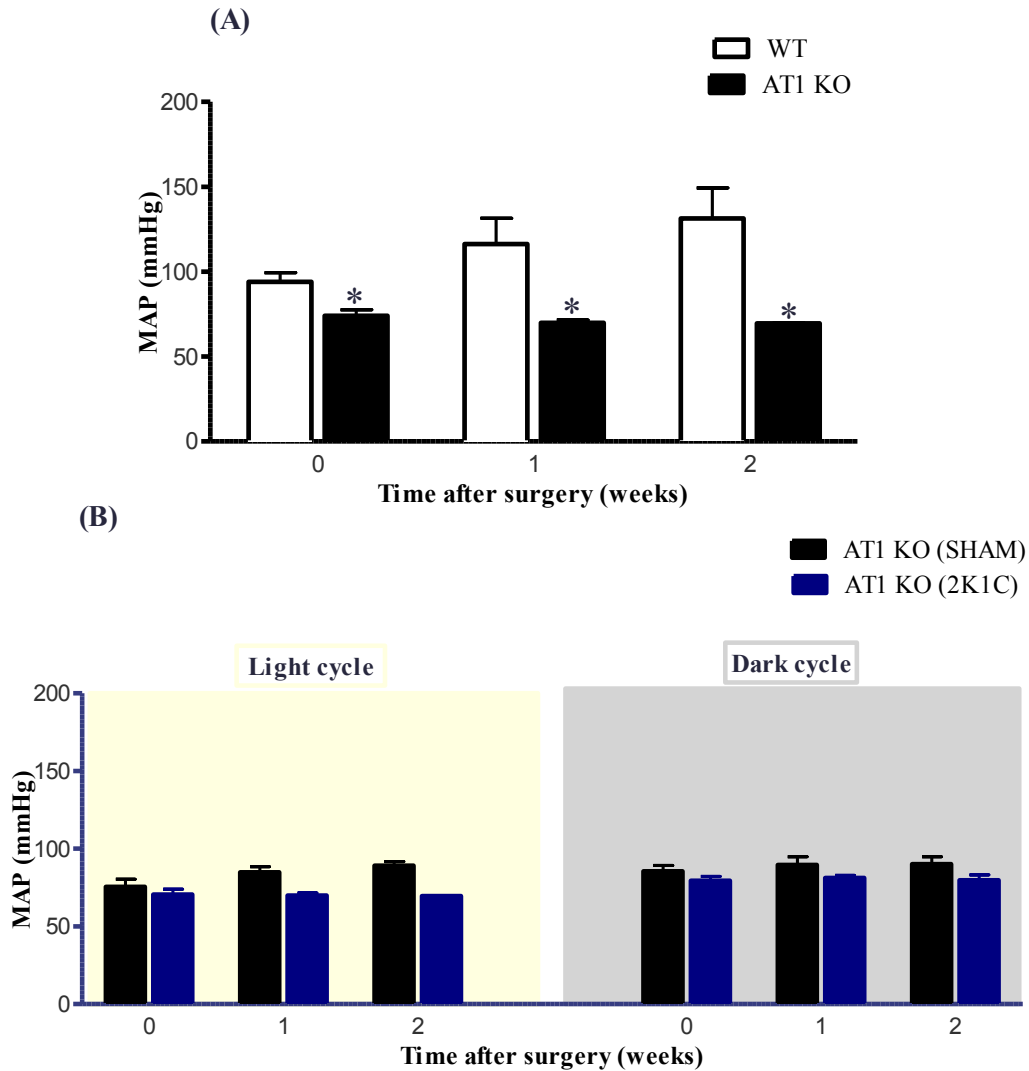 (A)
WT
AT1 KO
200
150
100
50
0
MAP (mmHg)
*
*
*
0 1 2
Time after surgery (weeks)
(B)
AT1 KO (SHAM)
AT1 KO (2K1C)
Light cycle
Dark cycle
200
150
100
50
0
MAP (mmHg)
0 1 2 0 1 2
Time after surgery (weeks)